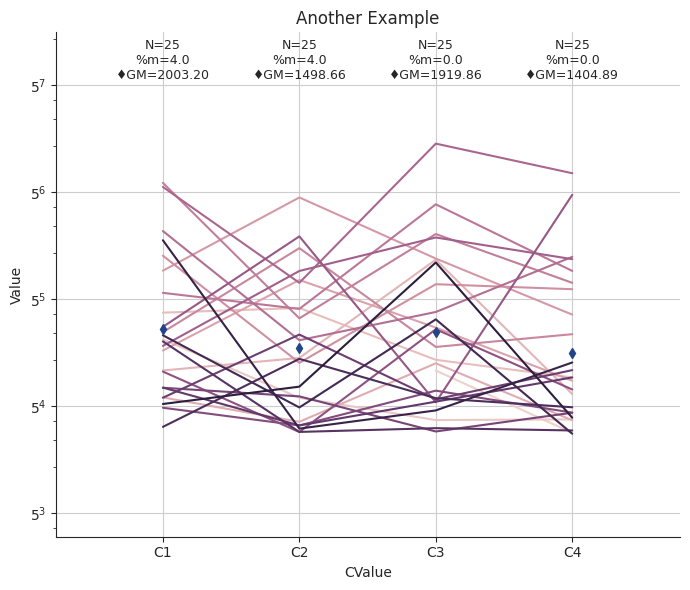 Another Example
N=25 N=25 N=25 N=25
%m=4.0 %m=4.0 %m=0.0 %m=0.0
♦GM=2003.20 ♦GM=1498.66 ♦GM=1919.86 ♦GM=1404.89
5⁷
5⁶
5⁵
5⁴
5³
Value
C1 C2 C3 C4
CValue